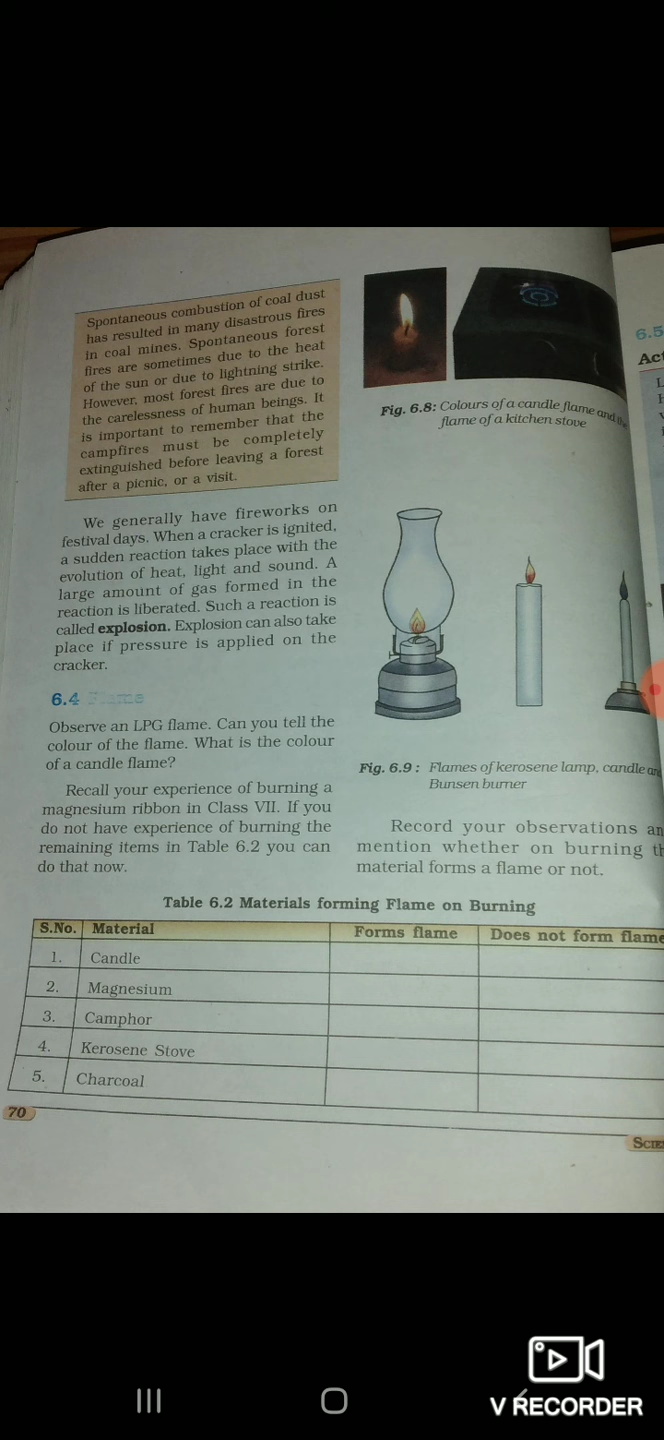 Spontaneous combustion of coal dust
has resulted in many disastrous fires
in coal mines. Spontaneous forest
fires are sometimes due to the heat
of the sun or due to lightning strike.
However, most forest fires are due to
the carelessness of human beings. It
is important to remember that the
campfires must be completely
extinguished before leaving a forest
after a picnic, or a visit.
We generally have fireworks on
festival days. When a cracker is ignited,
a sudden reaction takes place with the
evolution of heat, light and sound. A
large amount of gas formed in the
reaction is liberated. Such a reaction is
called explosion. Explosion can also take
place if pressure is applied on the
cracker.
6.4 Flame
Observe an LPG flame. Can you tell the
colour of the flame. What is the colour
of a candle flame?
Recall your experience of burning a
magnesium ribbon in Class VII. If you
do not have experience of burning the
remaining items in Table 6.2 you can
do that now.
Fig. 6.8: Colours of a candle flame and the
flame of a kitchen stove
Fig. 6.9 : Flames of kerosene lamp, candle an
Bunsen burner
Record your observations an
mention whether on burning th
material forms a flame or not.
Table 6.2 Materials forming Flame on Burning
S.No. Material Forms flame Does not form flame
1. Candle
2. Magnesium
3. Camphor
4. Kerosene Stove
5. Charcoal
70
6.5
Act
V RECORDER